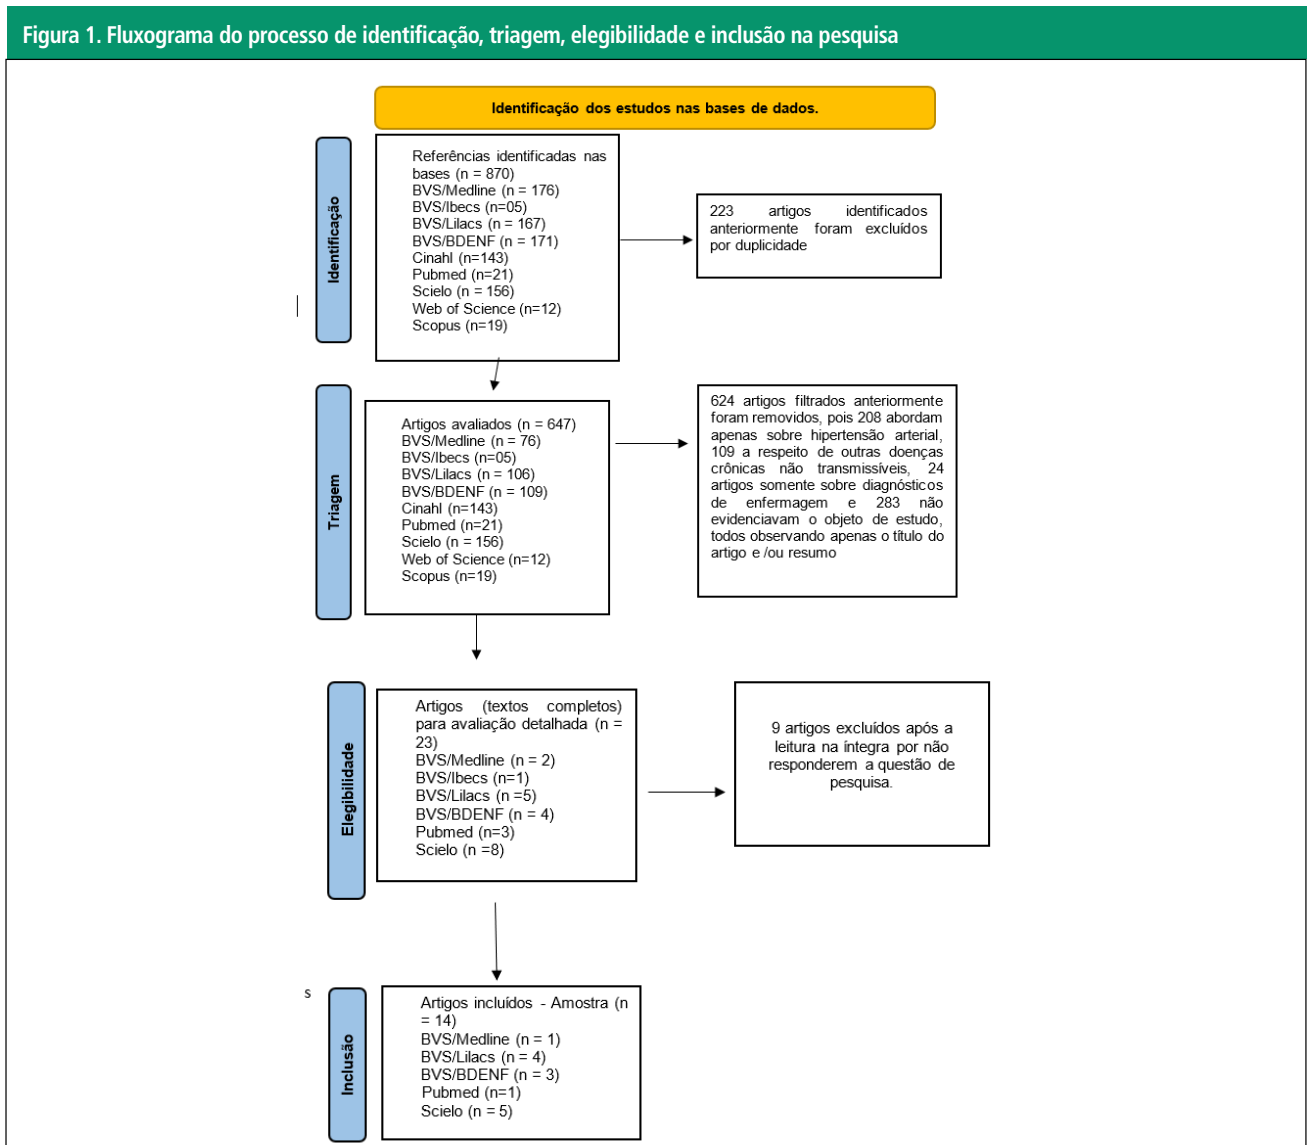 Figura 1. Fluxograma do processo de identificação, triagem, elegibilidade e inclusão na pesquisa
Identificação dos estudos nas bases de dados.
Identificação
Referências identificadas nas
bases (n = 870)
BVS/Medline (n = 176)
BVS/Ibecs (n=05)
BVS/Lilacs (n = 167)
BVS/BDENF (n = 171)
Cinahl (n=143)
Pubmed (n=21)
Scielo (n = 156)
Web of Science (n=12)
Scopus (n=19)
223 artigos identificados
anteriormente foram excluídos
por duplicidade
Triagem
Artigos avaliados (n = 647)
BVS/Medline (n = 76)
BVS/Ibecs (n=05)
BVS/Lilacs (n = 106)
BVS/BDENF (n = 109)
Cinahl (n=143)
Pubmed (n=21)
Scielo (n = 156)
Web of Science (n=12)
Scopus (n=19)
624 artigos filtrados anteriormente
foram removidos, pois 208 abordam
apenas sobre hipertensão arterial,
109 a respeito de outras doenças
crônicas não transmissíveis, 24
artigos somente sobre diagnósticos
de enfermagem e 283 não
evidenciavam o objeto de estudo,
todos observando apenas o título do
artigo e /ou resumo
Elegibilidade
Artigos (textos completos)
para avaliação detalhada (n =
23)
BVS/Medline (n = 2)
BVS/Ibecs (n=1)
BVS/Lilacs (n =5)
BVS/BDENF (n = 4)
Pubmed (n=3)
Scielo (n =8)
9 artigos excluídos após a
leitura na íntegra por não
responderem a questão de
pesquisa.
s
Inclusão
Artigos incluídos - Amostra (n
= 14)
BVS/Medline (n = 1)
BVS/Lilacs (n = 4)
BVS/BDENF (n = 3)
Pubmed (n=1)
Scielo (n = 5)